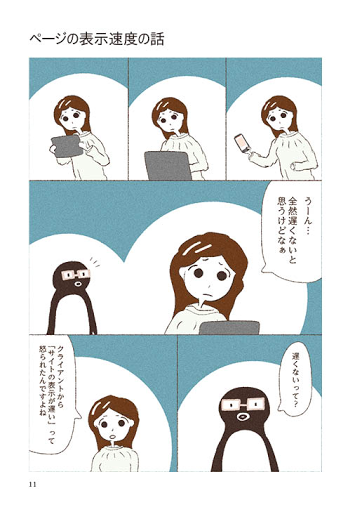 ページの表示速度の話
うーん…
全然遅くないと
思うけどなぁ
遅くないって？
クライアントから
「サイトの表示が遅い」って
怒られたんですよね
11